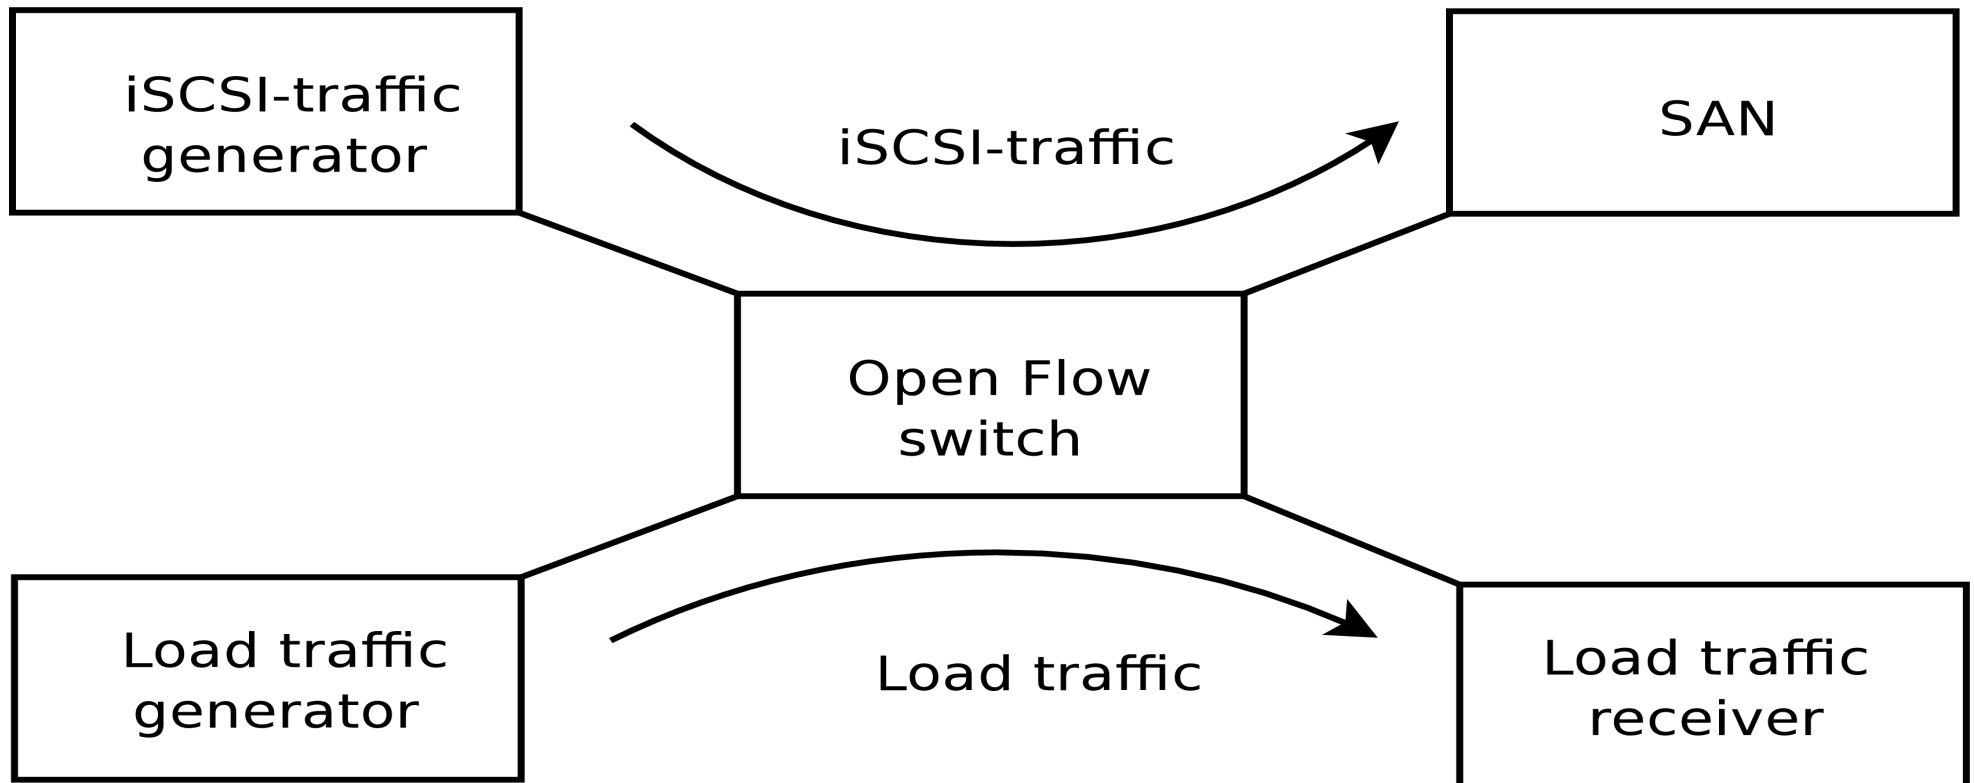 iSCSI-traffic
generator
iSCSI-traffic
SAN
Open Flow
switch
Load traffic
generator
Load traffic
Load traffic
receiver